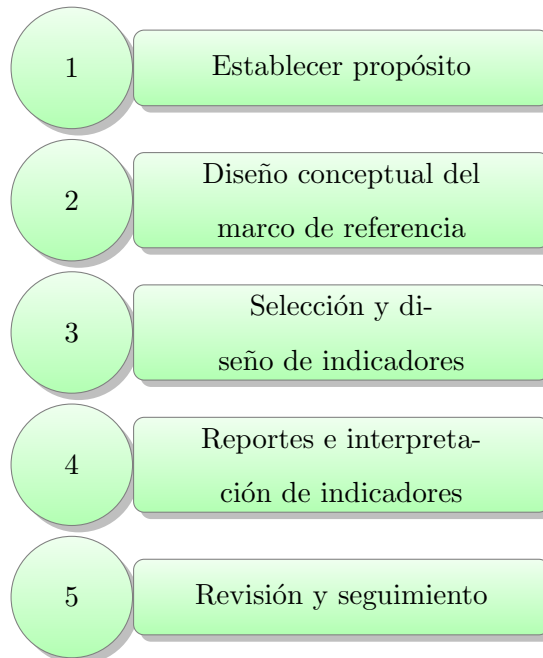 1
Establecer propósito
2
Diseño conceptual del
marco de referencia
3
Selección y di-
seño de indicadores
4
Reportes e interpreta-
ción de indicadores
5
Revisión y seguimiento